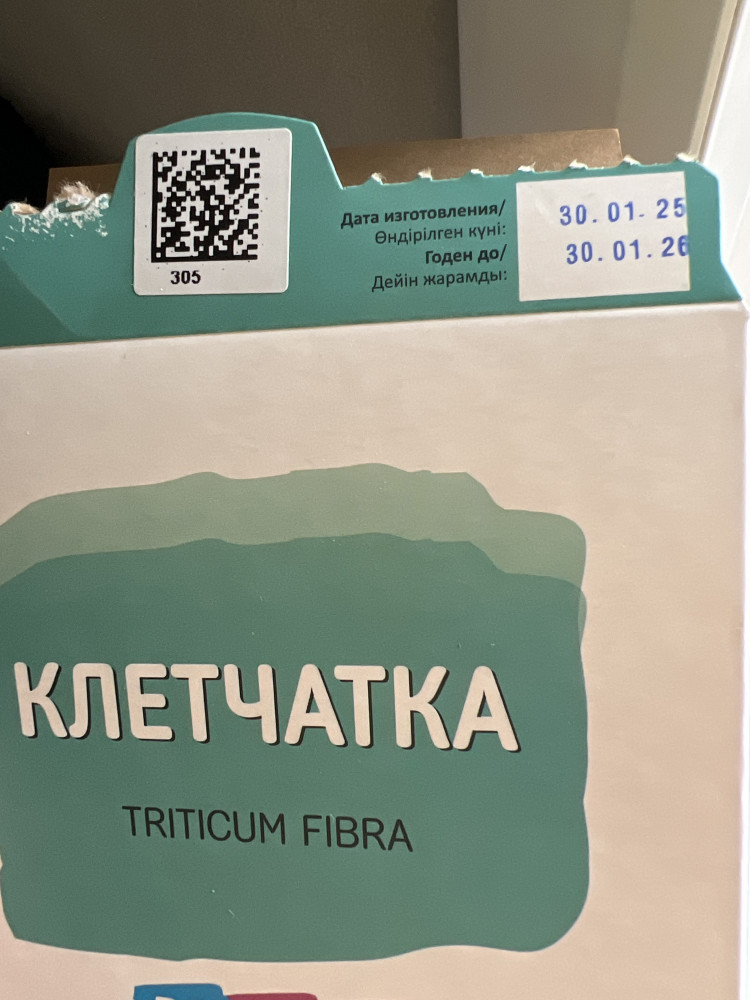 305
Дата изготовления/ 30.01.25
Өндірілген күні:
Годен до/ 30.01.26
Дейін жарамды:
КЛЕТЧАТКА
TRITICUM FIBRA